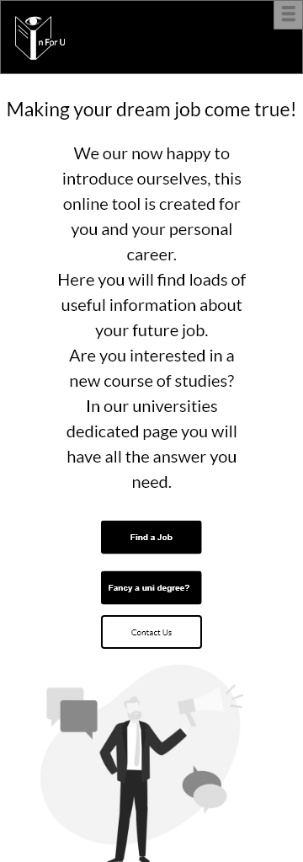 n For U
Making your dream job come true!
We our now happy to
introduce ourselves, this
online tool is created for
you and your personal
career.
Here you will find loads of
useful information about
your future job.
Are you interested in a
new course of studies?
In our universities
dedicated page you will
have all the answer you
need.
Find a Job
Fancy a uni degree?
Contact Us